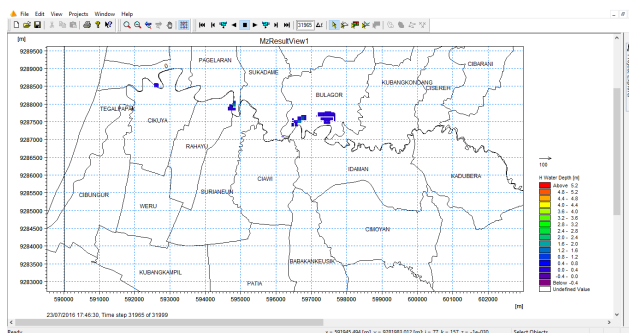 File Edit View Projects Window Help
31965 Δt
MzResultView1
[m]
9289500
9289000
9288500
9288000
9287500
9287000
9286500
9286000
9285500
9285000
9284500
9284000
9283500
9283000
PAGELARAN
SUKADAME
CIBARANI
KUBANGKONDANG
CISEREH
BULAGOR
TEGALPAPAK
CIKUYA
RAHAYU
IDAMAN
CIAWI
KADUBERA
CIBUNGUR
SURIANEUN
WERU
CIMOYAN
BABAKANKEUSIK
KUBANGKAMPIL
PATIA
590000 591000 592000 593000 594000 595000 596000 597000 598000 599000 600000 601000 602000
[m]
100
H Water Depth [m]
Above 5.2
4.8 - 5.2
4.4 - 4.8
4.0 - 4.4
3.6 - 4.0
3.2 - 3.6
2.8 - 3.2
2.4 - 2.8
2.0 - 2.4
1.6 - 2.0
1.2 - 1.6
0.8 - 1.2
0.4 - 0.8
0.0 - 0.4
-0.4 - 0.0
Below -0.4
Undefined Value
23/07/2016 17:46:30, Time step 31965 of 31999
Ready
Select Objects